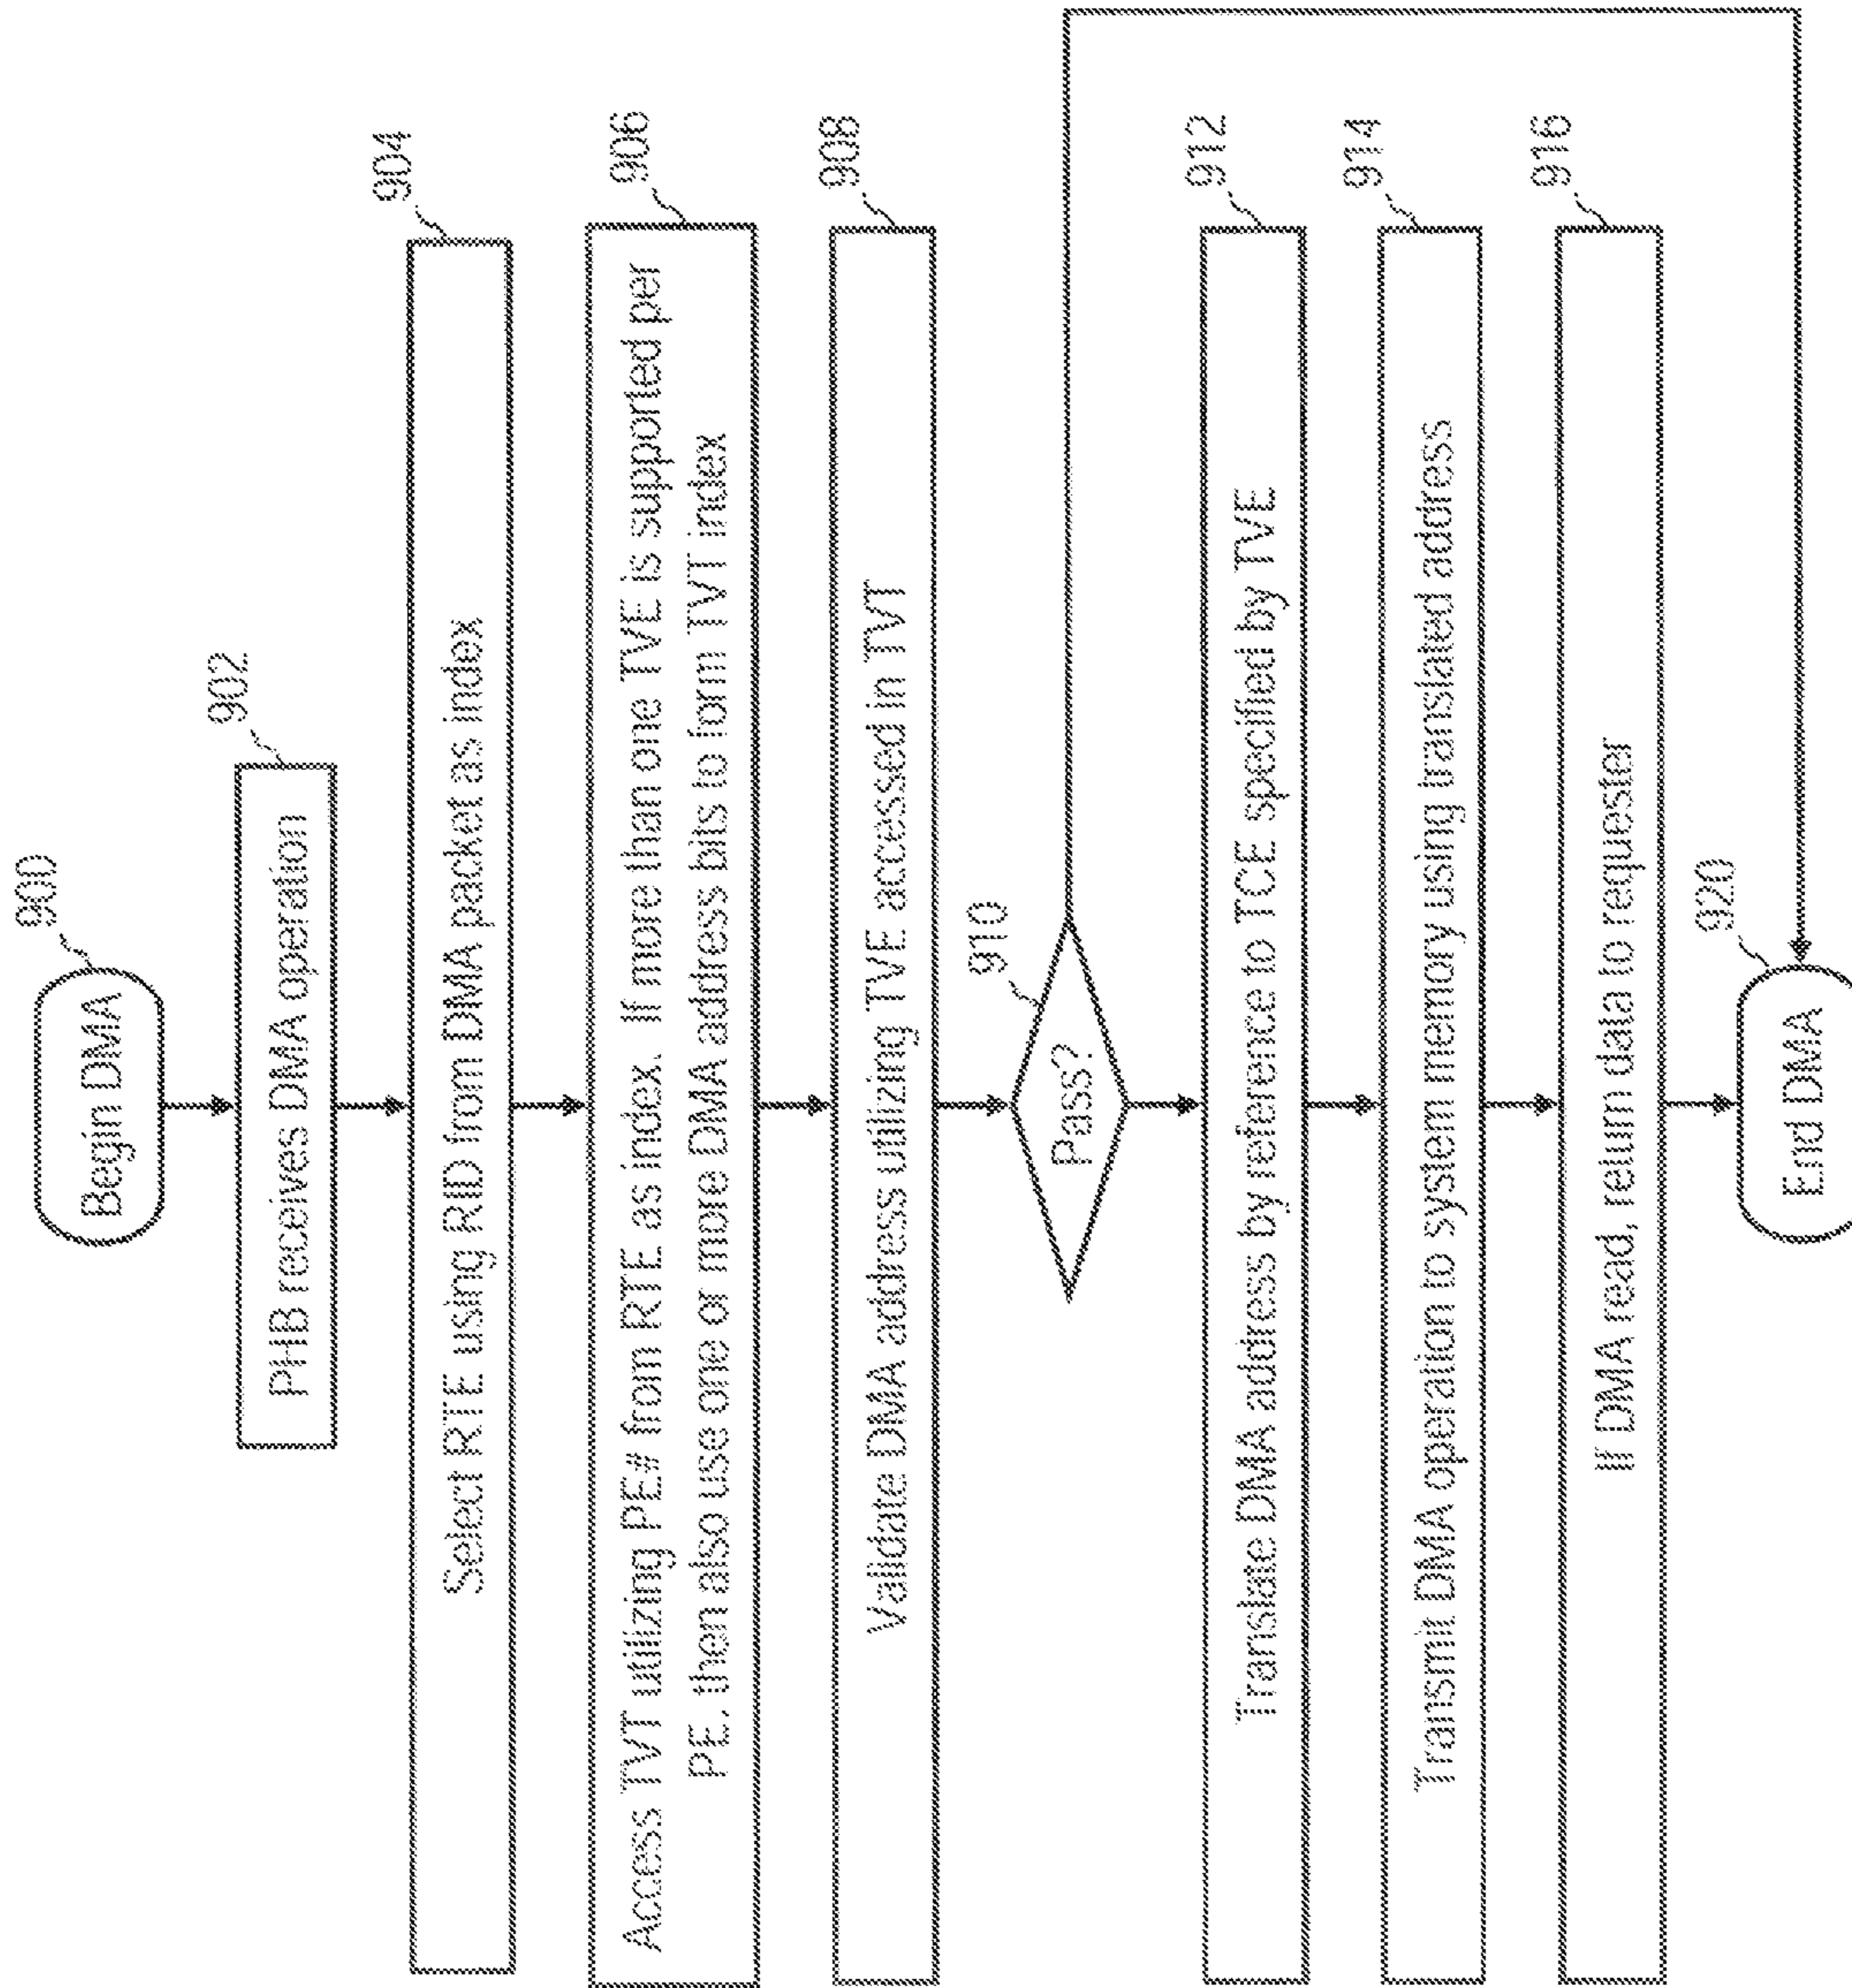 900
Begin DMA
902
PHB receives DMA operation
904
Select RTE using RID from DMA packet as index
906
Access TVT utilizing PE# from RTE as index. If more than one TVE is supported per
PE, then also use one or more DMA address bits to form TVT index
908
Validate DMA address utilizing TVE accessed in TVT
910
Pass?
912
Translate DMA address by reference to TCE specified by TVE
914
Transmit DMA operation to system memory using translated address
916
If DMA read, return data to requester
920
End DMA